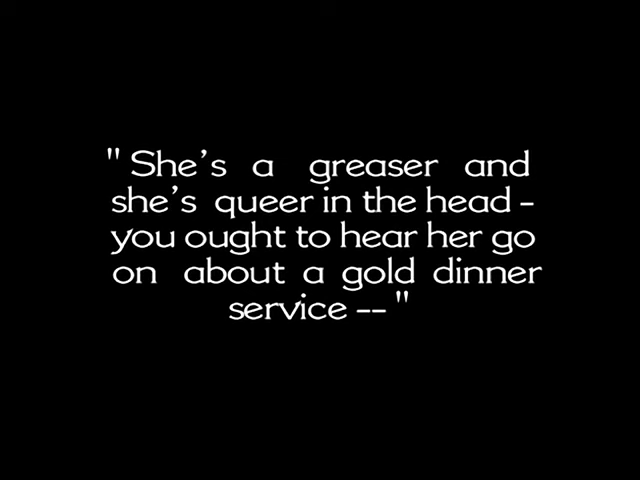 " She's a greaser and
she's queer in the head -
you ought to hear her go
on about a gold dinner
service -- "